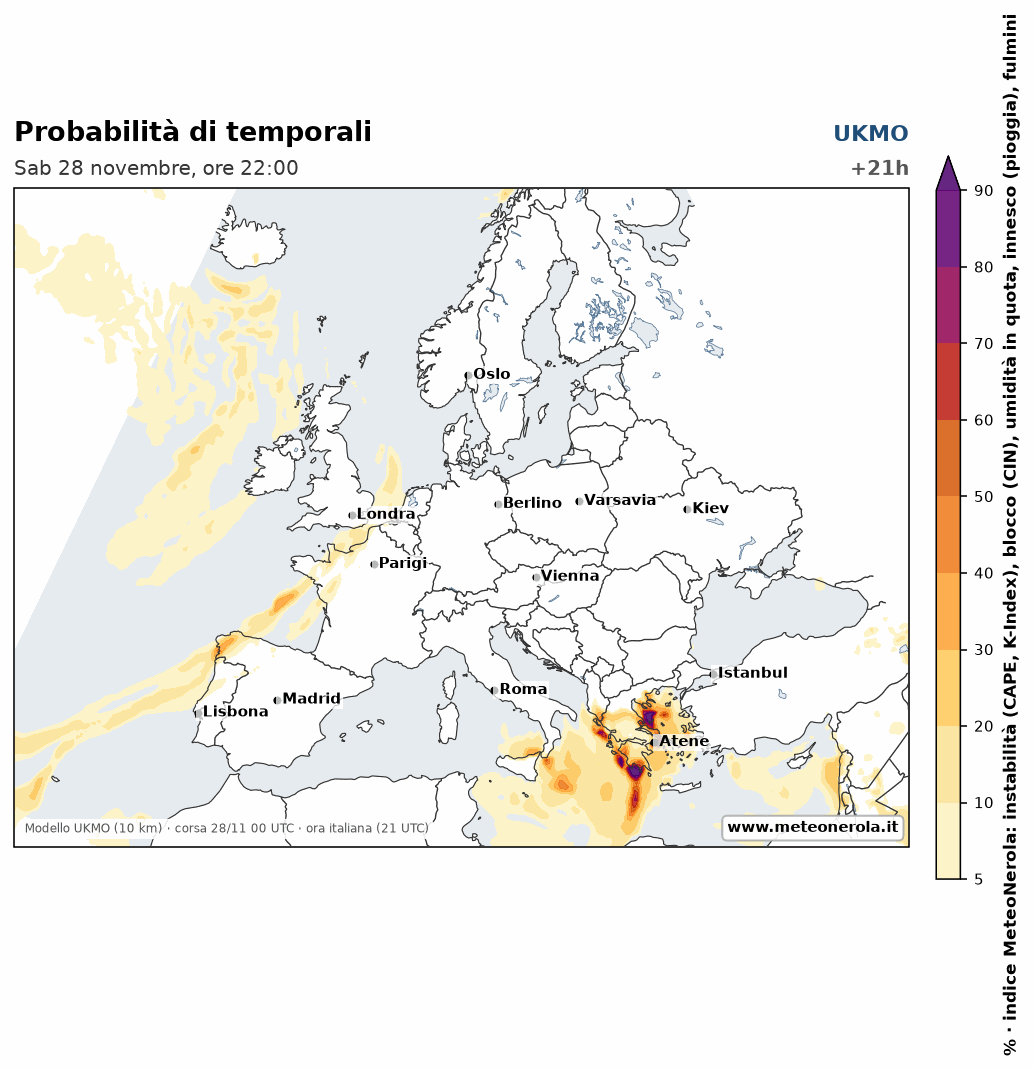 Probabilità di temporali
UKMO
Sab 28 novembre, ore 22:00
+21h
Oslo
Londra
Berlino
Varsavia
Kiev
Parigi
Vienna
Istanbul
Roma
Madrid
Lisbona
Atene
Modello UKMO (10 km) · corsa 28/11 00 UTC · ora italiana (21 UTC)
www.meteonerola.it
90
80
70
60
50
40
30
20
10
5
% · indice MeteoNerola: instabilità (CAPE, K-Index), blocco (CIN), umidità in quota, innesco (pioggia), fulmini